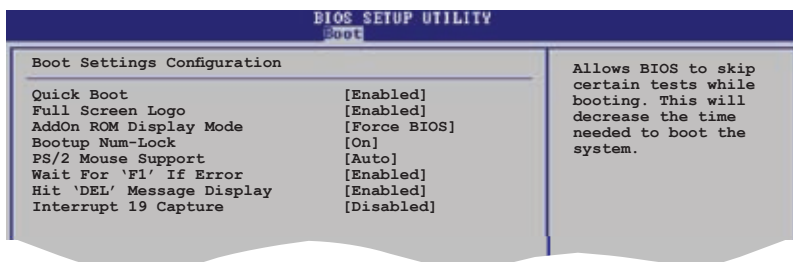 BIOS SETUP UTILITY
Boot
Boot Settings Configuration
Quick Boot [Enabled]
Full Screen Logo [Enabled]
AddOn ROM Display Mode [Force BIOS]
Bootup Num-Lock [On]
PS/2 Mouse Support [Auto]
Wait For ‘F1’ If Error [Enabled]
Hit ‘DEL’ Message Display [Enabled]
Interrupt 19 Capture [Disabled]
Allows BIOS to skip
certain tests while
booting. This will
decrease the time
needed to boot the
system.